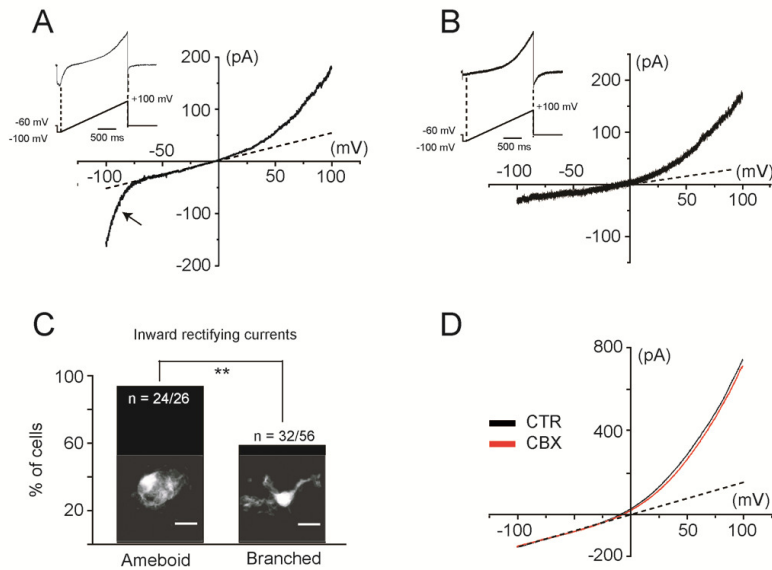 A
(pA)
200
100
+100 mV
-60 mV
-100 mV
500 ms
-50
(mV)
-100
50
100
-100
-200
B
(pA)
200
100
+100 mV
-60 mV
-100 mV
500 ms
(mV)
-100
-50
50
100
-100
C
Inward rectifying currents
**
100
n = 24/26
n = 32/56
60
20
% of cells
Ameboid
Branched
D
800
(pA)
CTR
CBX
400
(mV)
-100
50
100
-200